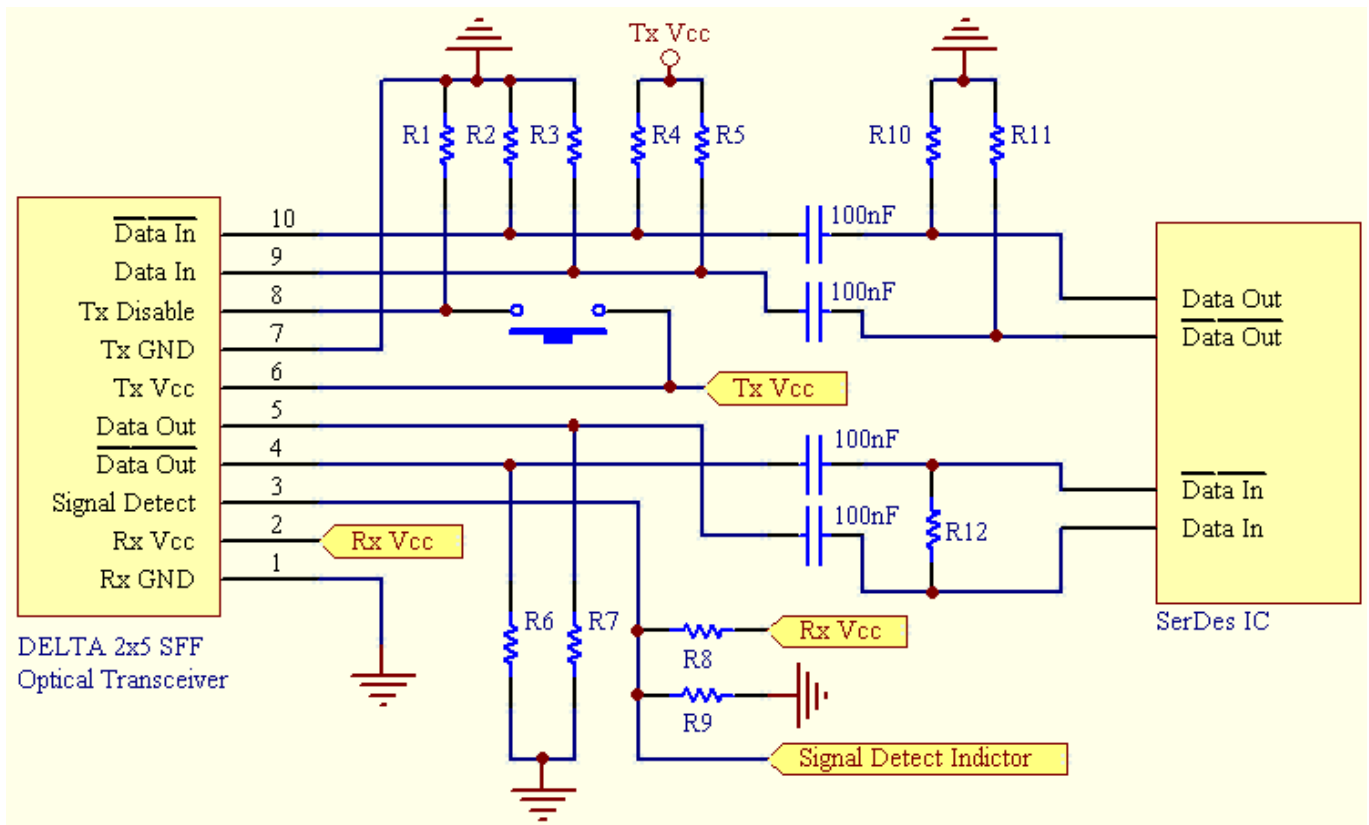 Tx Vcc
R1 R2 R3 R4 R5 R10 R11
Data In 10 100nF
Data In 9
Tx Disable 8 100nF Data Out
Tx GND 7 Data Out
Tx Vcc 6 Tx Vcc
Data Out 5
Data Out 4 100nF
Signal Detect 3 Data In
Rx Vcc 2 Rx Vcc 100nF R12 Data In
Rx GND 1
R6 R7 Rx Vcc SerDes IC
DELTA 2x5 SFF R8
Optical Transceiver
R9
Signal Detect Indictor